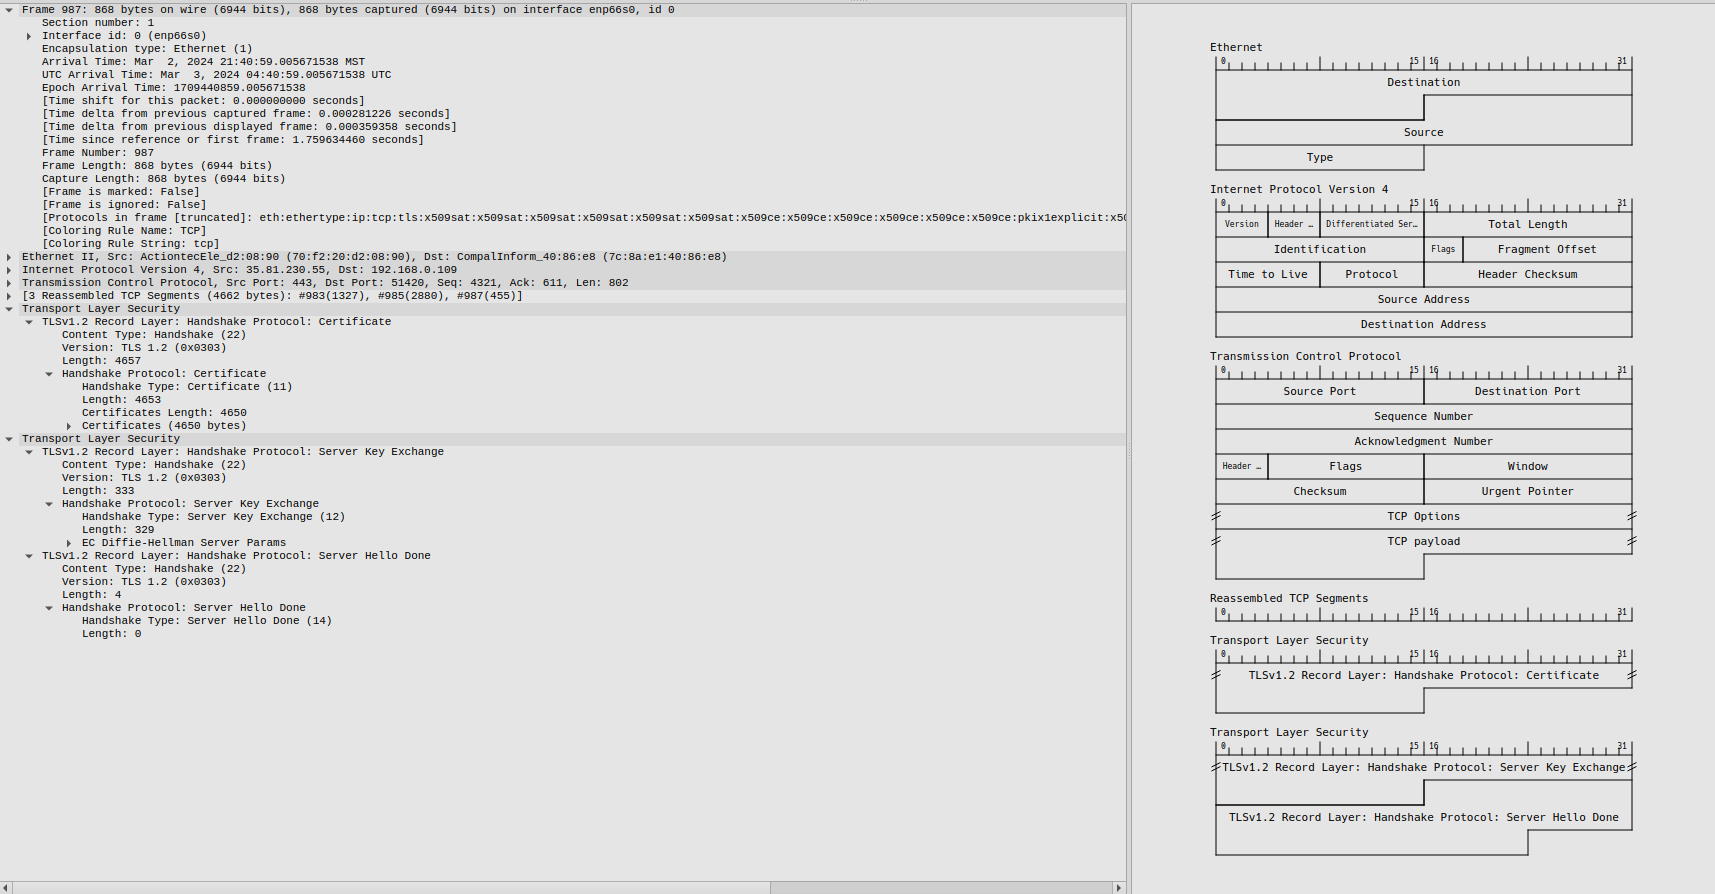 Frame 987: 868 bytes on wire (6944 bits), 868 bytes captured (6944 bits) on interface enp66s0, id 0
Section number: 1
Interface id: 0 (enp66s0)
Encapsulation type: Ethernet (1)
Arrival Time: Mar  2, 2024 21:40:59.005671538 MST
UTC Arrival Time: Mar  3, 2024 04:40:59.005671538 UTC
Epoch Arrival Time: 1709440859.005671538
[Time shift for this packet: 0.000000000 seconds]
[Time delta from previous captured frame: 0.000281226 seconds]
[Time delta from previous displayed frame: 0.000359358 seconds]
[Time since reference or first frame: 1.759634460 seconds]
Frame Number: 987
Frame Length: 868 bytes (6944 bits)
Capture Length: 868 bytes (6944 bits)
[Frame is marked: False]
[Frame is ignored: False]
[Protocols in frame [truncated]: eth:ethertype:ip:tcp:tls:x509sat:x509sat:x509sat:x509sat:x509sat:x509sat:x509sat:x509ce:x509ce:x509ce:x509ce:x509ce:x509ce:pkix1explicit:x50
[Coloring Rule Name: TCP]
[Coloring Rule String: tcp]
Ethernet II, Src: ActiontecEle_d2:08:90 (70:f2:20:d2:08:90), Dst: CompalInform_40:86:e8 (7c:8a:e1:40:86:e8)
Internet Protocol Version 4, Src: 35.81.230.55, Dst: 192.168.0.109
Transmission Control Protocol, Src Port: 443, Dst Port: 51420, Seq: 4321, Ack: 611, Len: 802
[3 Reassembled TCP Segments (4662 bytes): #983(1327), #985(2880), #987(455)]
Transport Layer Security
TLSv1.2 Record Layer: Handshake Protocol: Certificate
Content Type: Handshake (22)
Version: TLS 1.2 (0x0303)
Length: 4657
Handshake Protocol: Certificate
Handshake Type: Certificate (11)
Length: 4653
Certificates Length: 4650
Certificates (4650 bytes)
Transport Layer Security
TLSv1.2 Record Layer: Handshake Protocol: Server Key Exchange
Content Type: Handshake (22)
Version: TLS 1.2 (0x0303)
Length: 333
Handshake Protocol: Server Key Exchange
Handshake Type: Server Key Exchange (12)
Length: 329
EC Diffie-Hellman Server Params
TLSv1.2 Record Layer: Handshake Protocol: Server Hello Done
Content Type: Handshake (22)
Version: TLS 1.2 (0x0303)
Length: 4
Handshake Protocol: Server Hello Done
Handshake Type: Server Hello Done (14)
Length: 0
Ethernet
0 15 16 31
Destination
Source
Type
Internet Protocol Version 4
0 15 16 31
Version Header … Differentiated Ser… Total Length
Identification Flags Fragment Offset
Time to Live Protocol Header Checksum
Source Address
Destination Address
Transmission Control Protocol
0 15 16 31
Source Port Destination Port
Sequence Number
Acknowledgment Number
Header … Flags Window
Checksum Urgent Pointer
TCP Options
TCP payload
Reassembled TCP Segments
0 15 16 31
Transport Layer Security
0 15 16 31
TLSv1.2 Record Layer: Handshake Protocol: Certificate
Transport Layer Security
0 15 16 31
TLSv1.2 Record Layer: Handshake Protocol: Server Key Exchange
TLSv1.2 Record Layer: Handshake Protocol: Server Hello Done